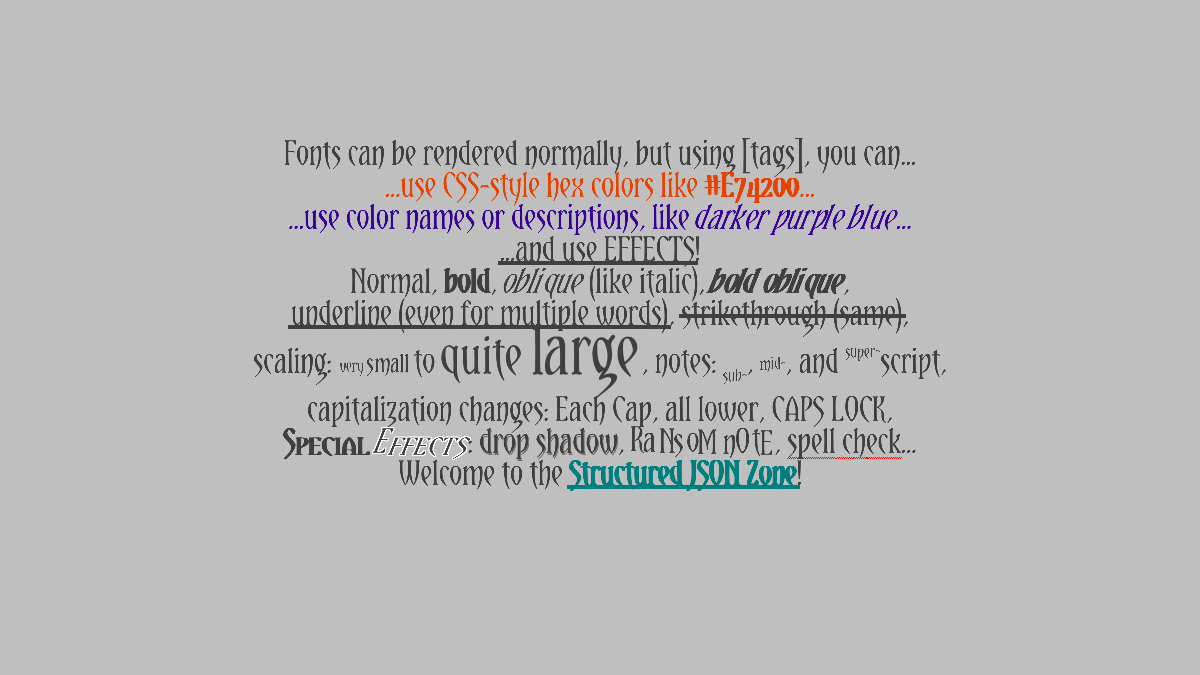 Fonts can be rendered normally, but using [tags], you can...
...use CSS-style hex colors like #E74200...
...use color names or descriptions, like darker purple blue...
...and use EFFECTS!
Normal, bold, oblique (like italic), bold oblique,
underline (even for multiple words), strikethrough (same),
scaling: very small to quite large, notes: sub-, mid-, and super-script,
capitalization changes: Each Cap, all lower, CAPS LOCK,
SPECIAL EFFECTS: drop shadow, RaNsoM nOtE, spell check...
Welcome to the Structured JSON Zone!